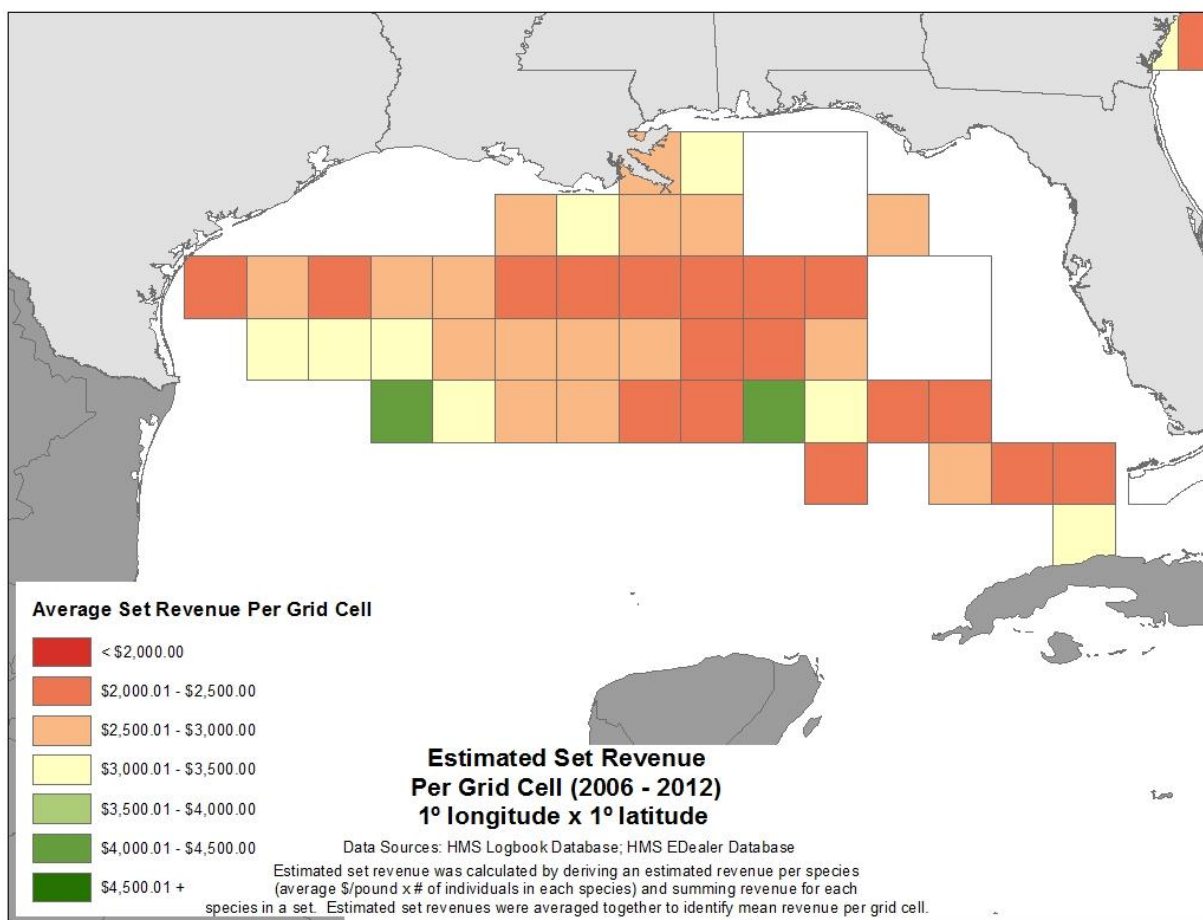 Average Set Revenue Per Grid Cell
< $2,000.00
$2,000.01 - $2,500.00
$2,500.01 - $3,000.00
$3,000.01 - $3,500.00
$3,500.01 - $4,000.00
$4,000.01 - $4,500.00
$4,500.01 +
Estimated Set Revenue
Per Grid Cell (2006 - 2012)
1º longitude x 1º latitude
Data Sources: HMS Logbook Database; HMS EDealer Database
Estimated set revenue was calculated by deriving an estimated revenue per species
(average $/pound x # of individuals in each species) and summing revenue for each
species in a set. Estimated set revenues were averaged together to identify mean revenue per grid cell.